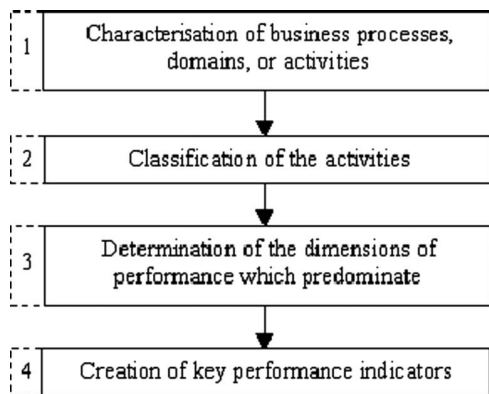 1
Characterisation of business processes,
domains, or activities
2
Classification of the activities
3
Determination of the dimensions of
performance which predominate
4
Creation of key performance indicators